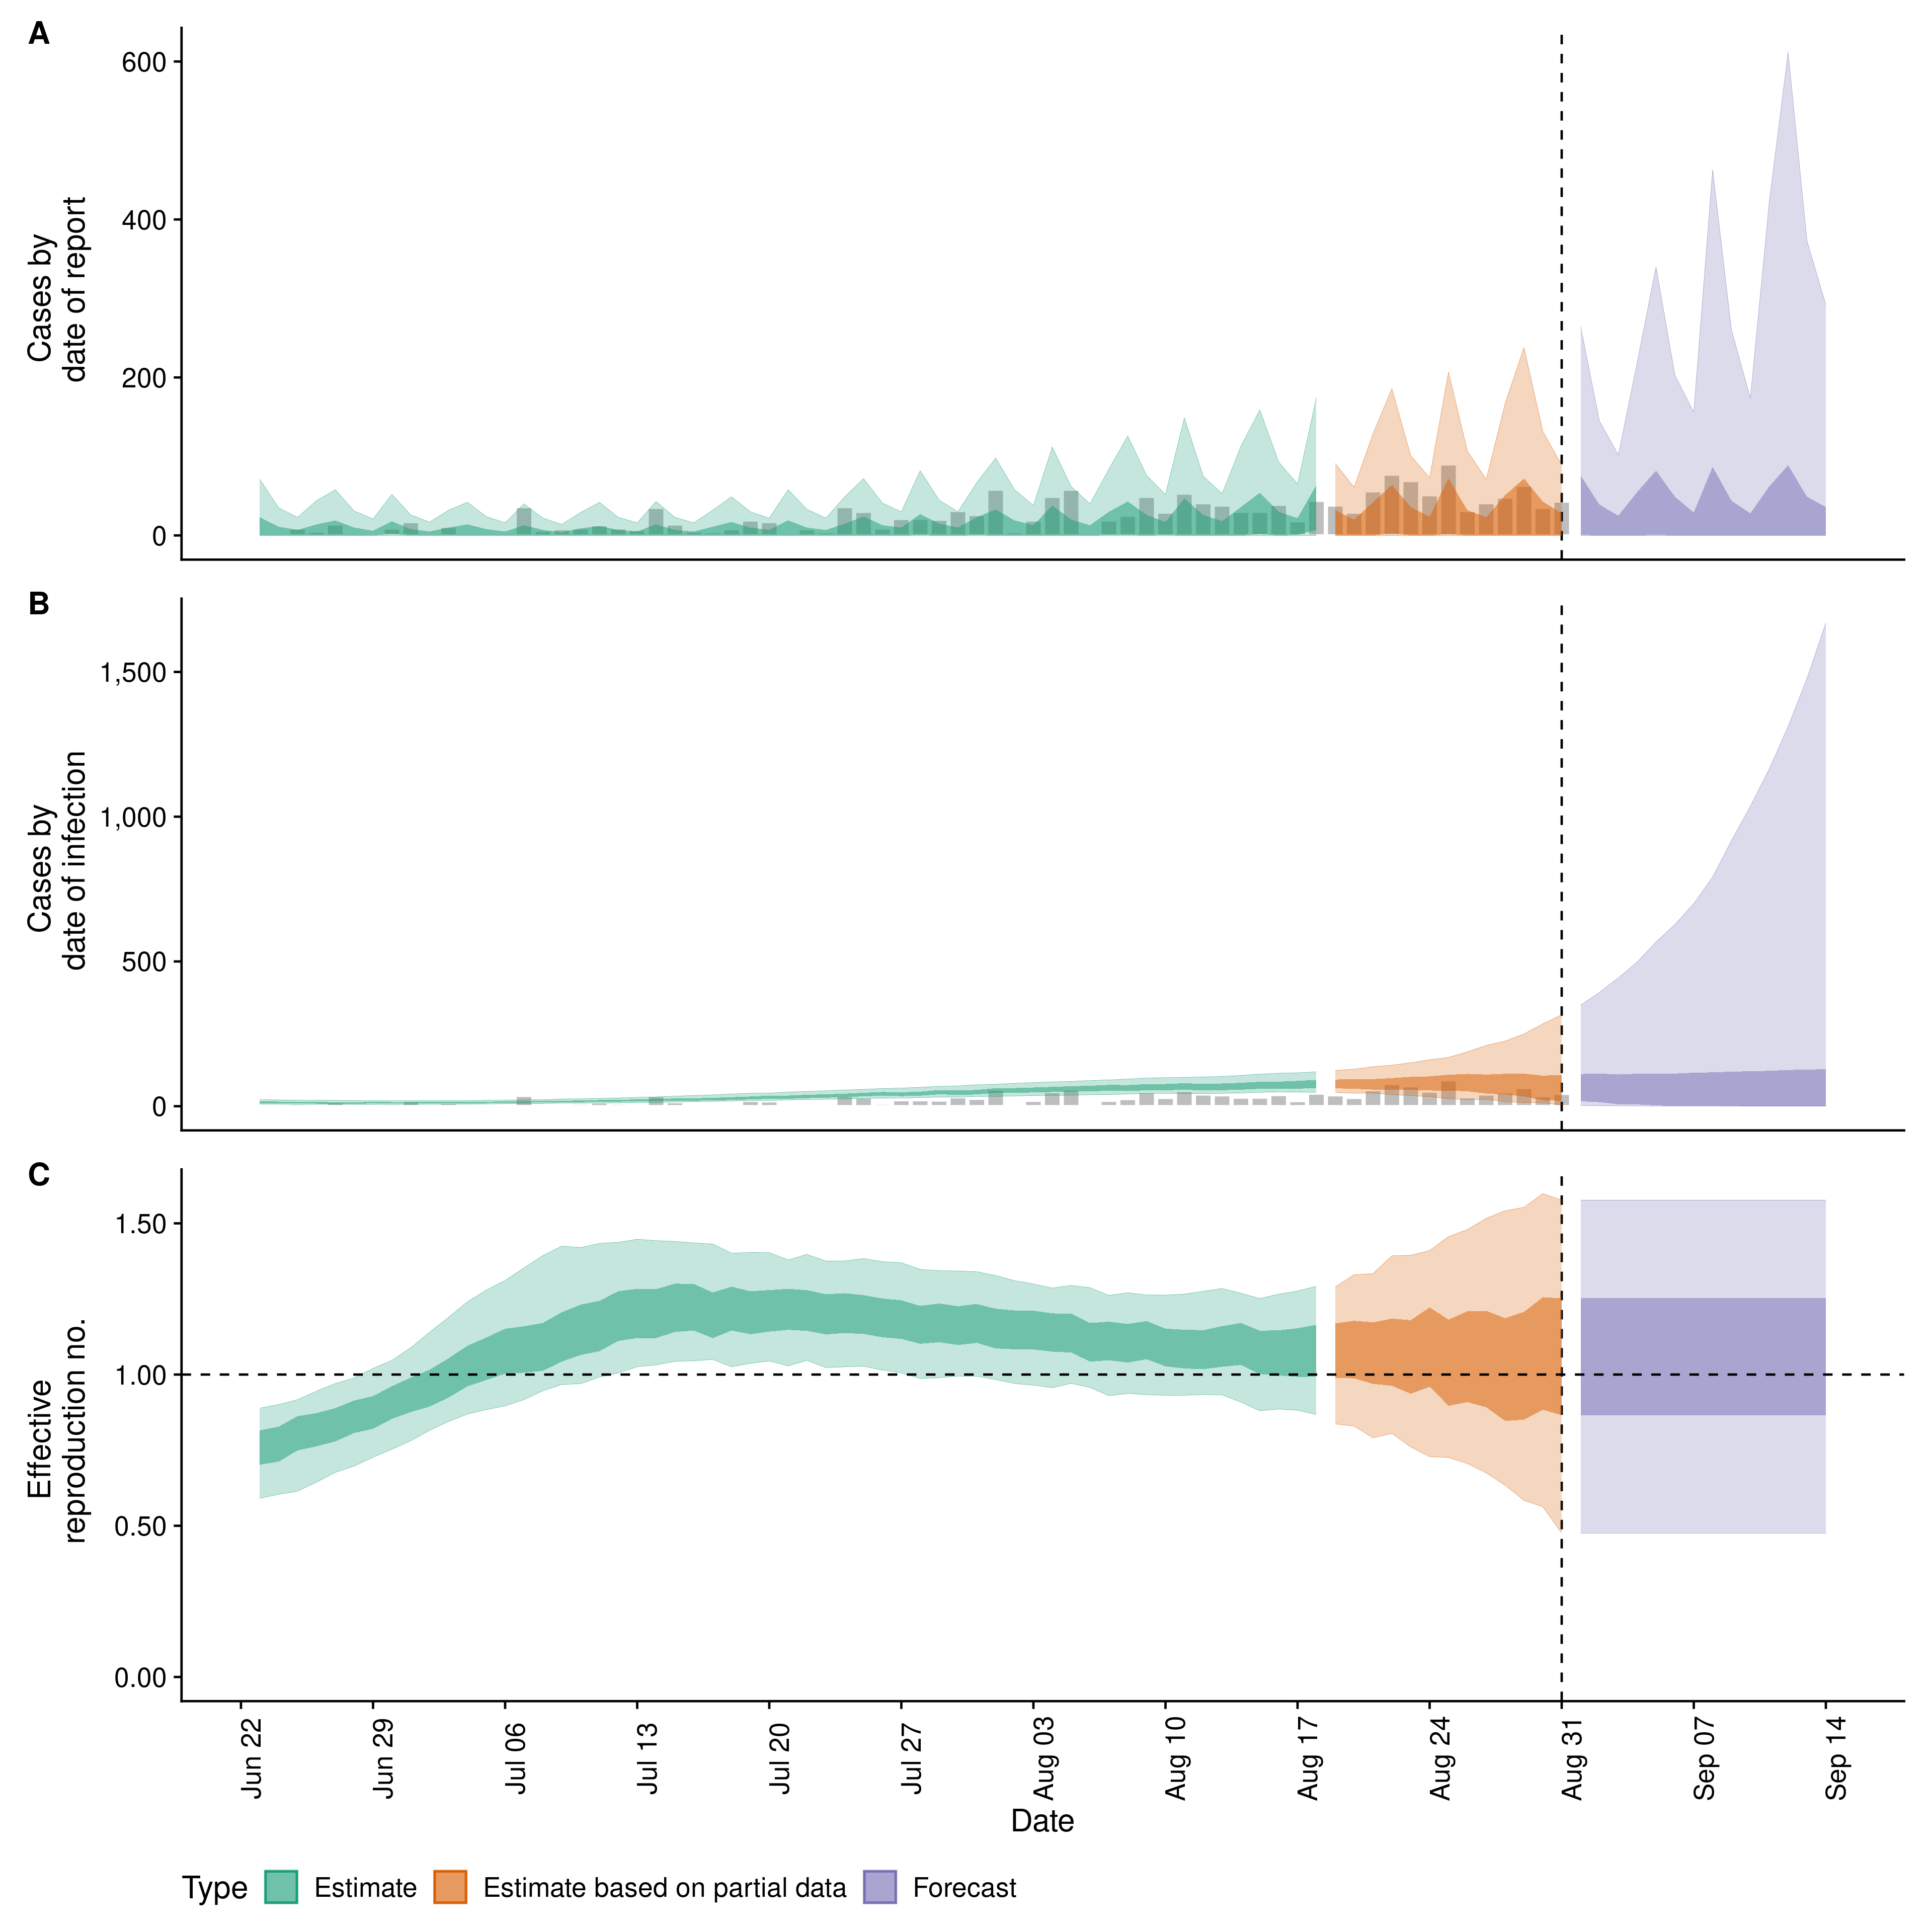 A
Cases by
date of report
600
400
200
0
B
Cases by
date of infection
1,500
1,000
500
0
C
Effective
reproduction no.
1.50
1.00
0.50
0.00
Jun 22
Jun 29
Jul 06
Jul 13
Jul 20
Jul 27
Aug 03
Aug 10
Aug 17
Aug 24
Aug 31
Sep 07
Sep 14
Date
Type Estimate Estimate based on partial data Forecast